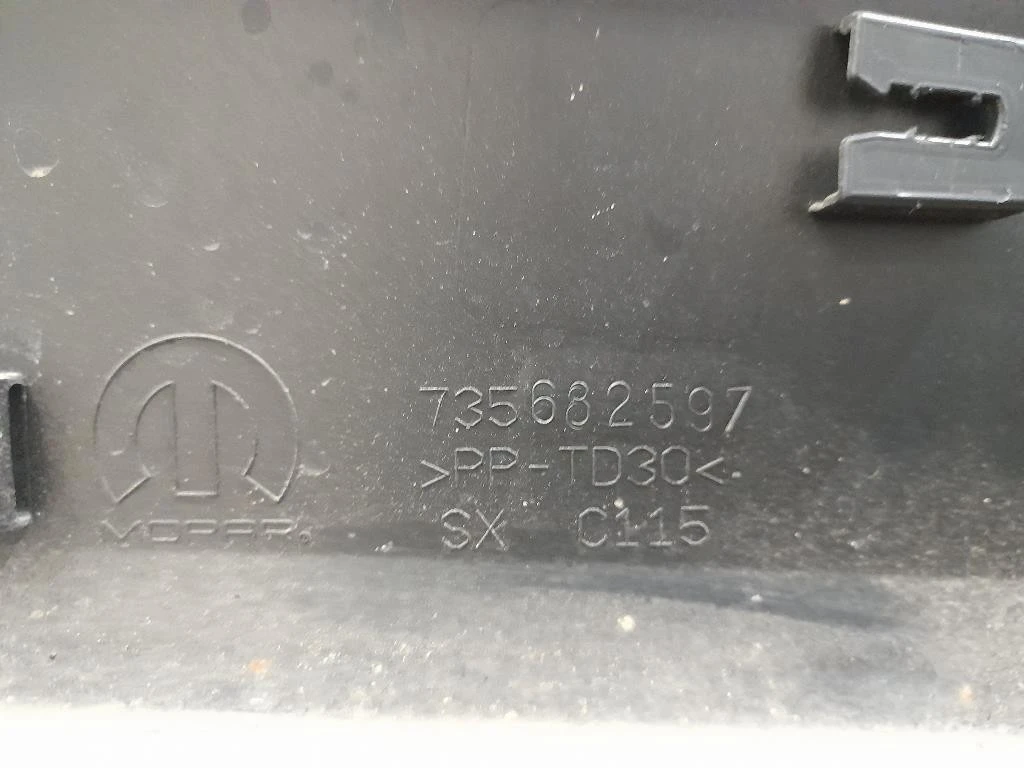 735682597
>PP-TD30<
SX C115
MOPAR®